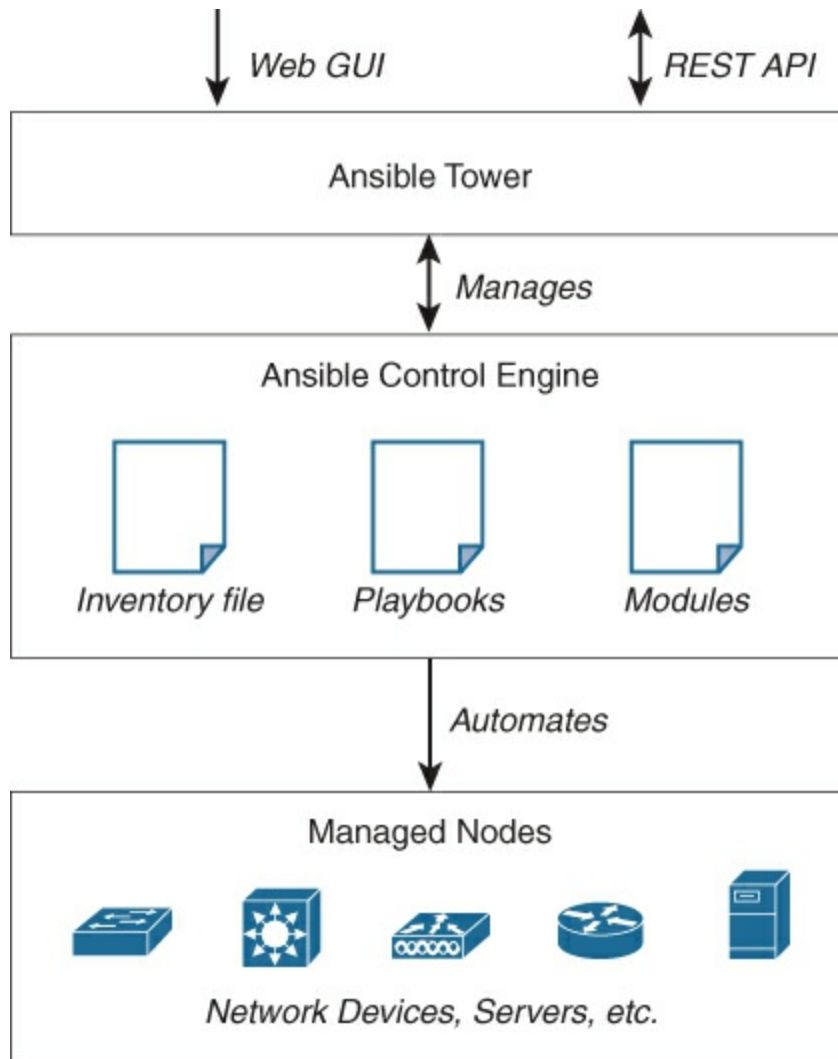 Web GUI
REST API
Ansible Tower
Manages
Ansible Control Engine
Inventory file
Playbooks
Modules
Automates
Managed Nodes
Network Devices, Servers, etc.